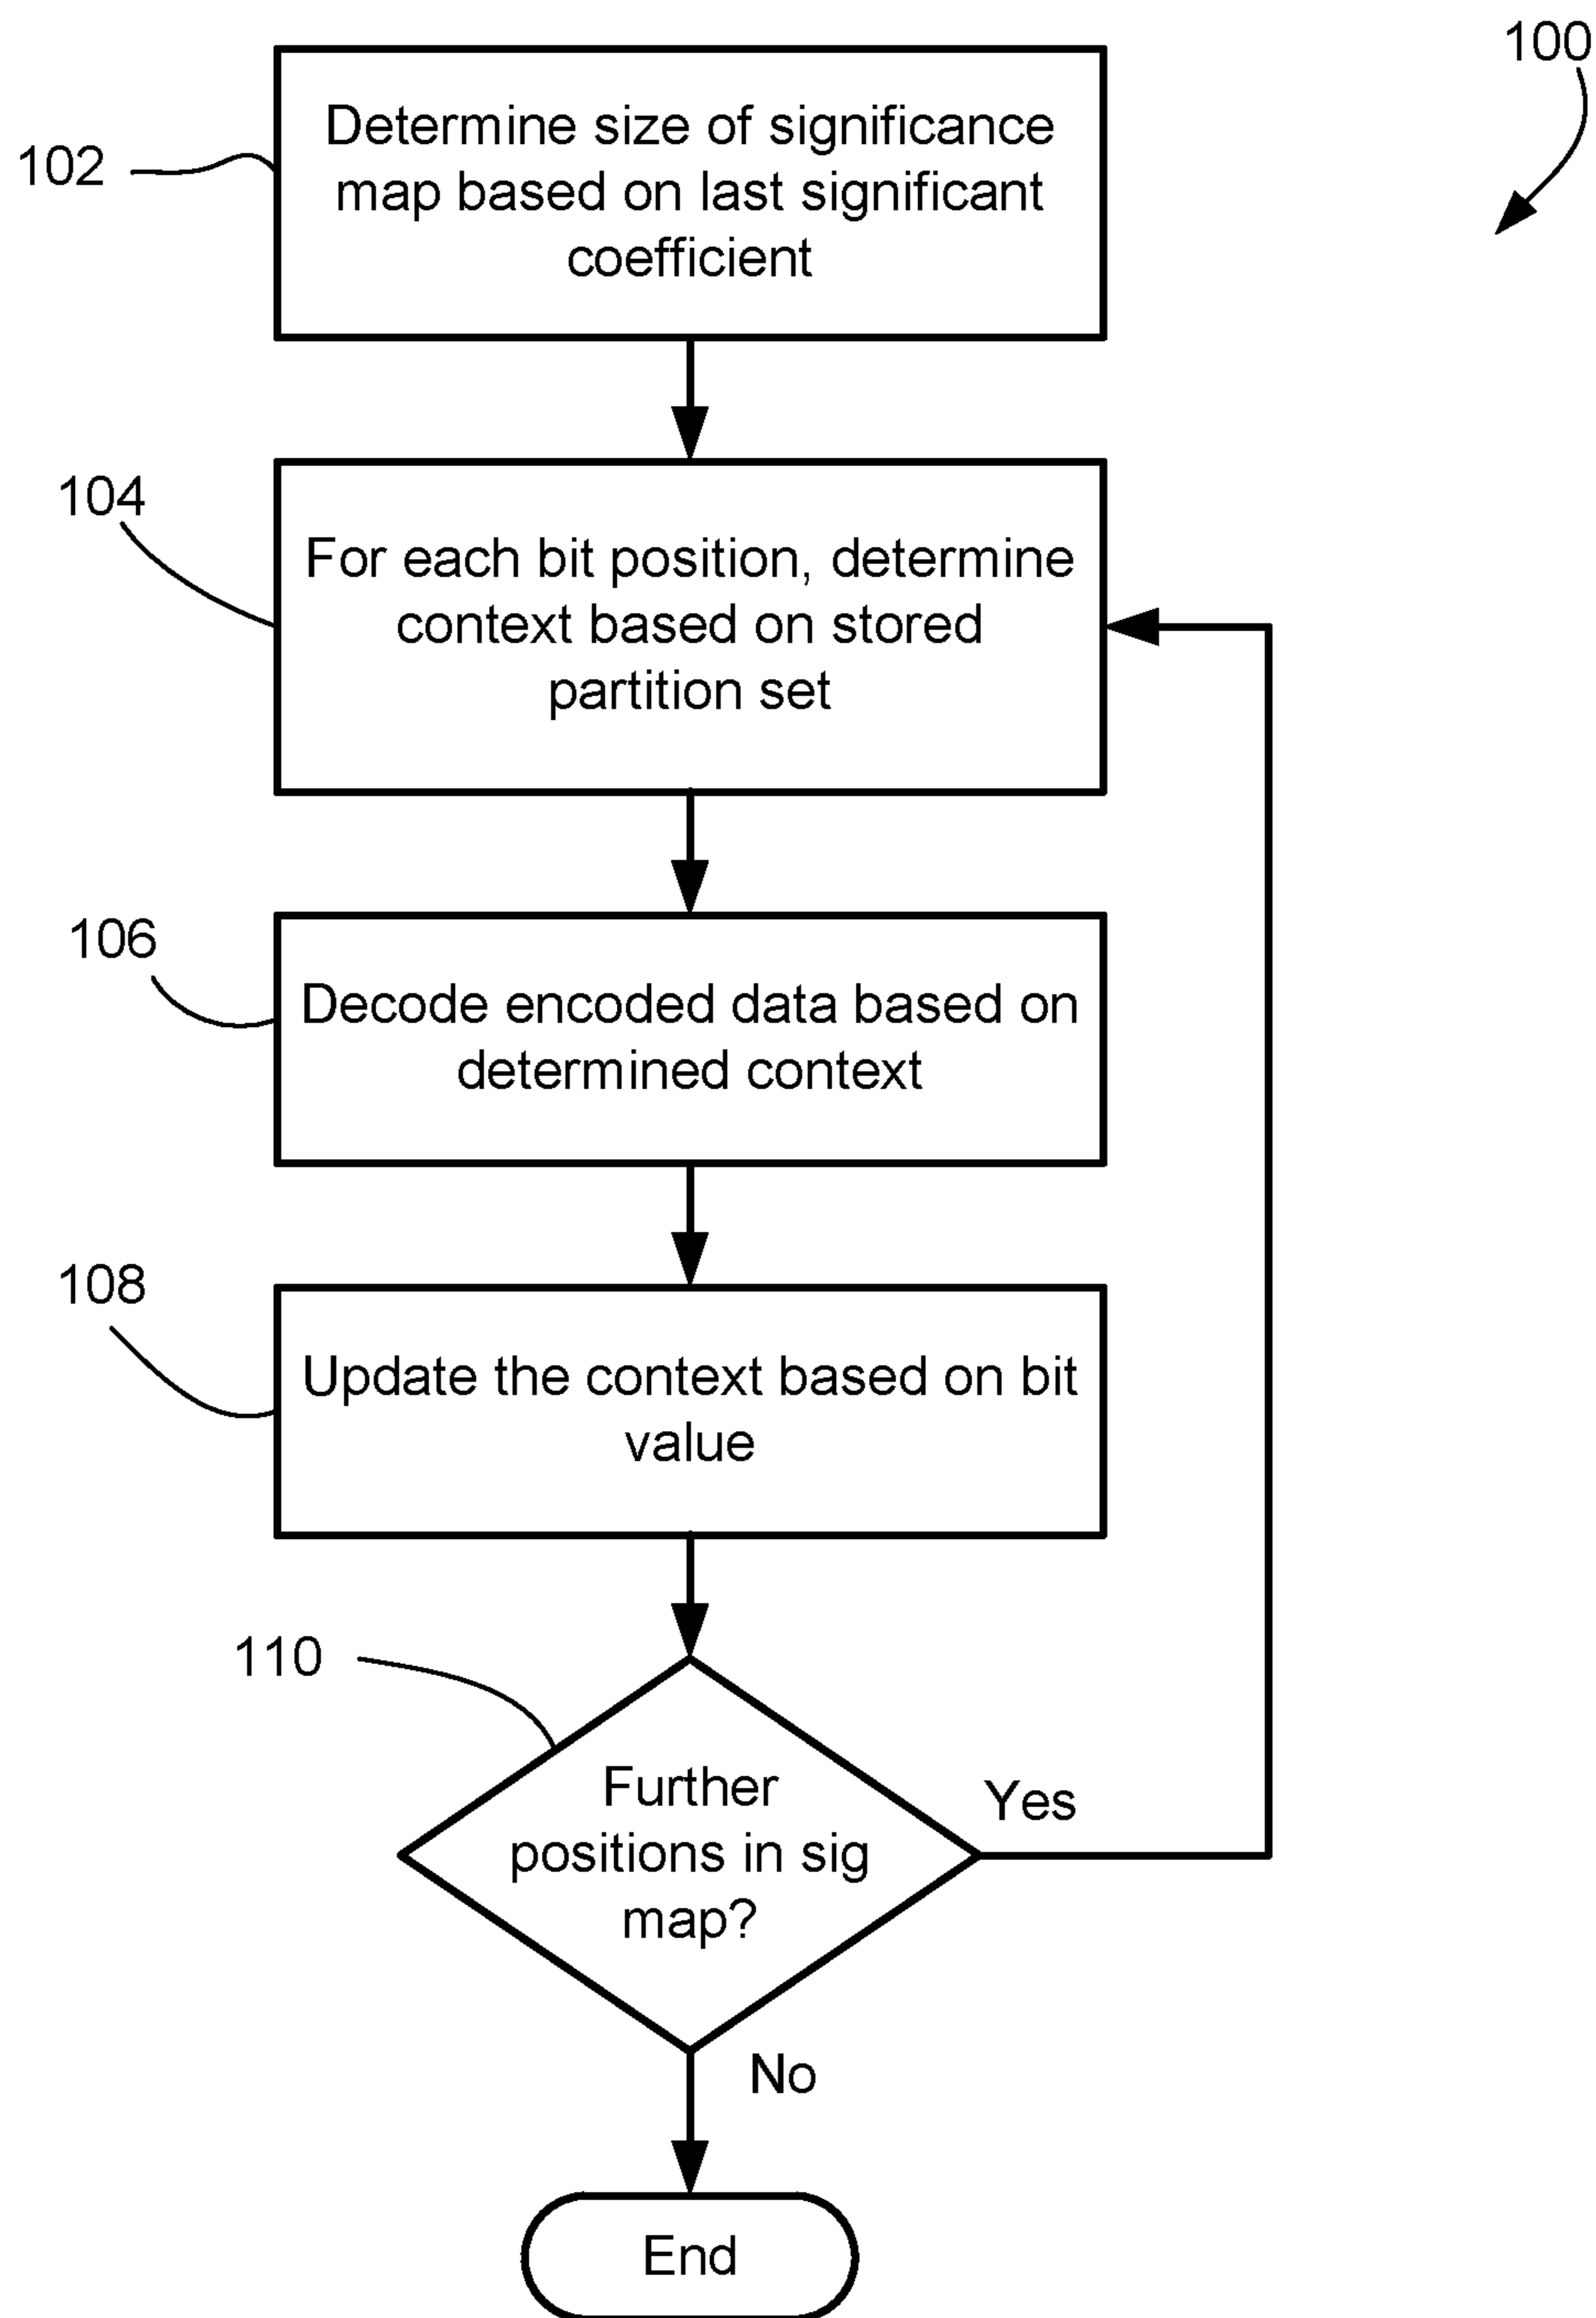 100
102
Determine size of significance
map based on last significant
coefficient
104
For each bit position, determine
context based on stored
partition set
106
Decode encoded data based on
determined context
108
Update the context based on bit
value
110
Further
positions in sig
map?
Yes
No
End